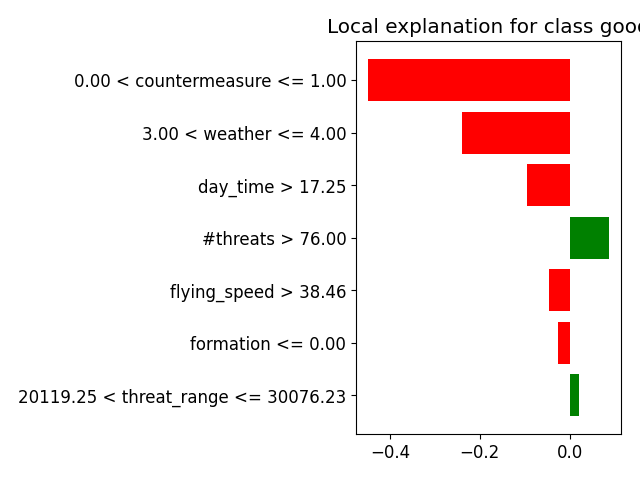 Local explanation for class good
0.00 < countermeasure <= 1.00
3.00 < weather <= 4.00
day_time > 17.25
#threats > 76.00
flying_speed > 38.46
formation <= 0.00
20119.25 < threat_range <= 30076.23
−0.4 −0.2 0.0